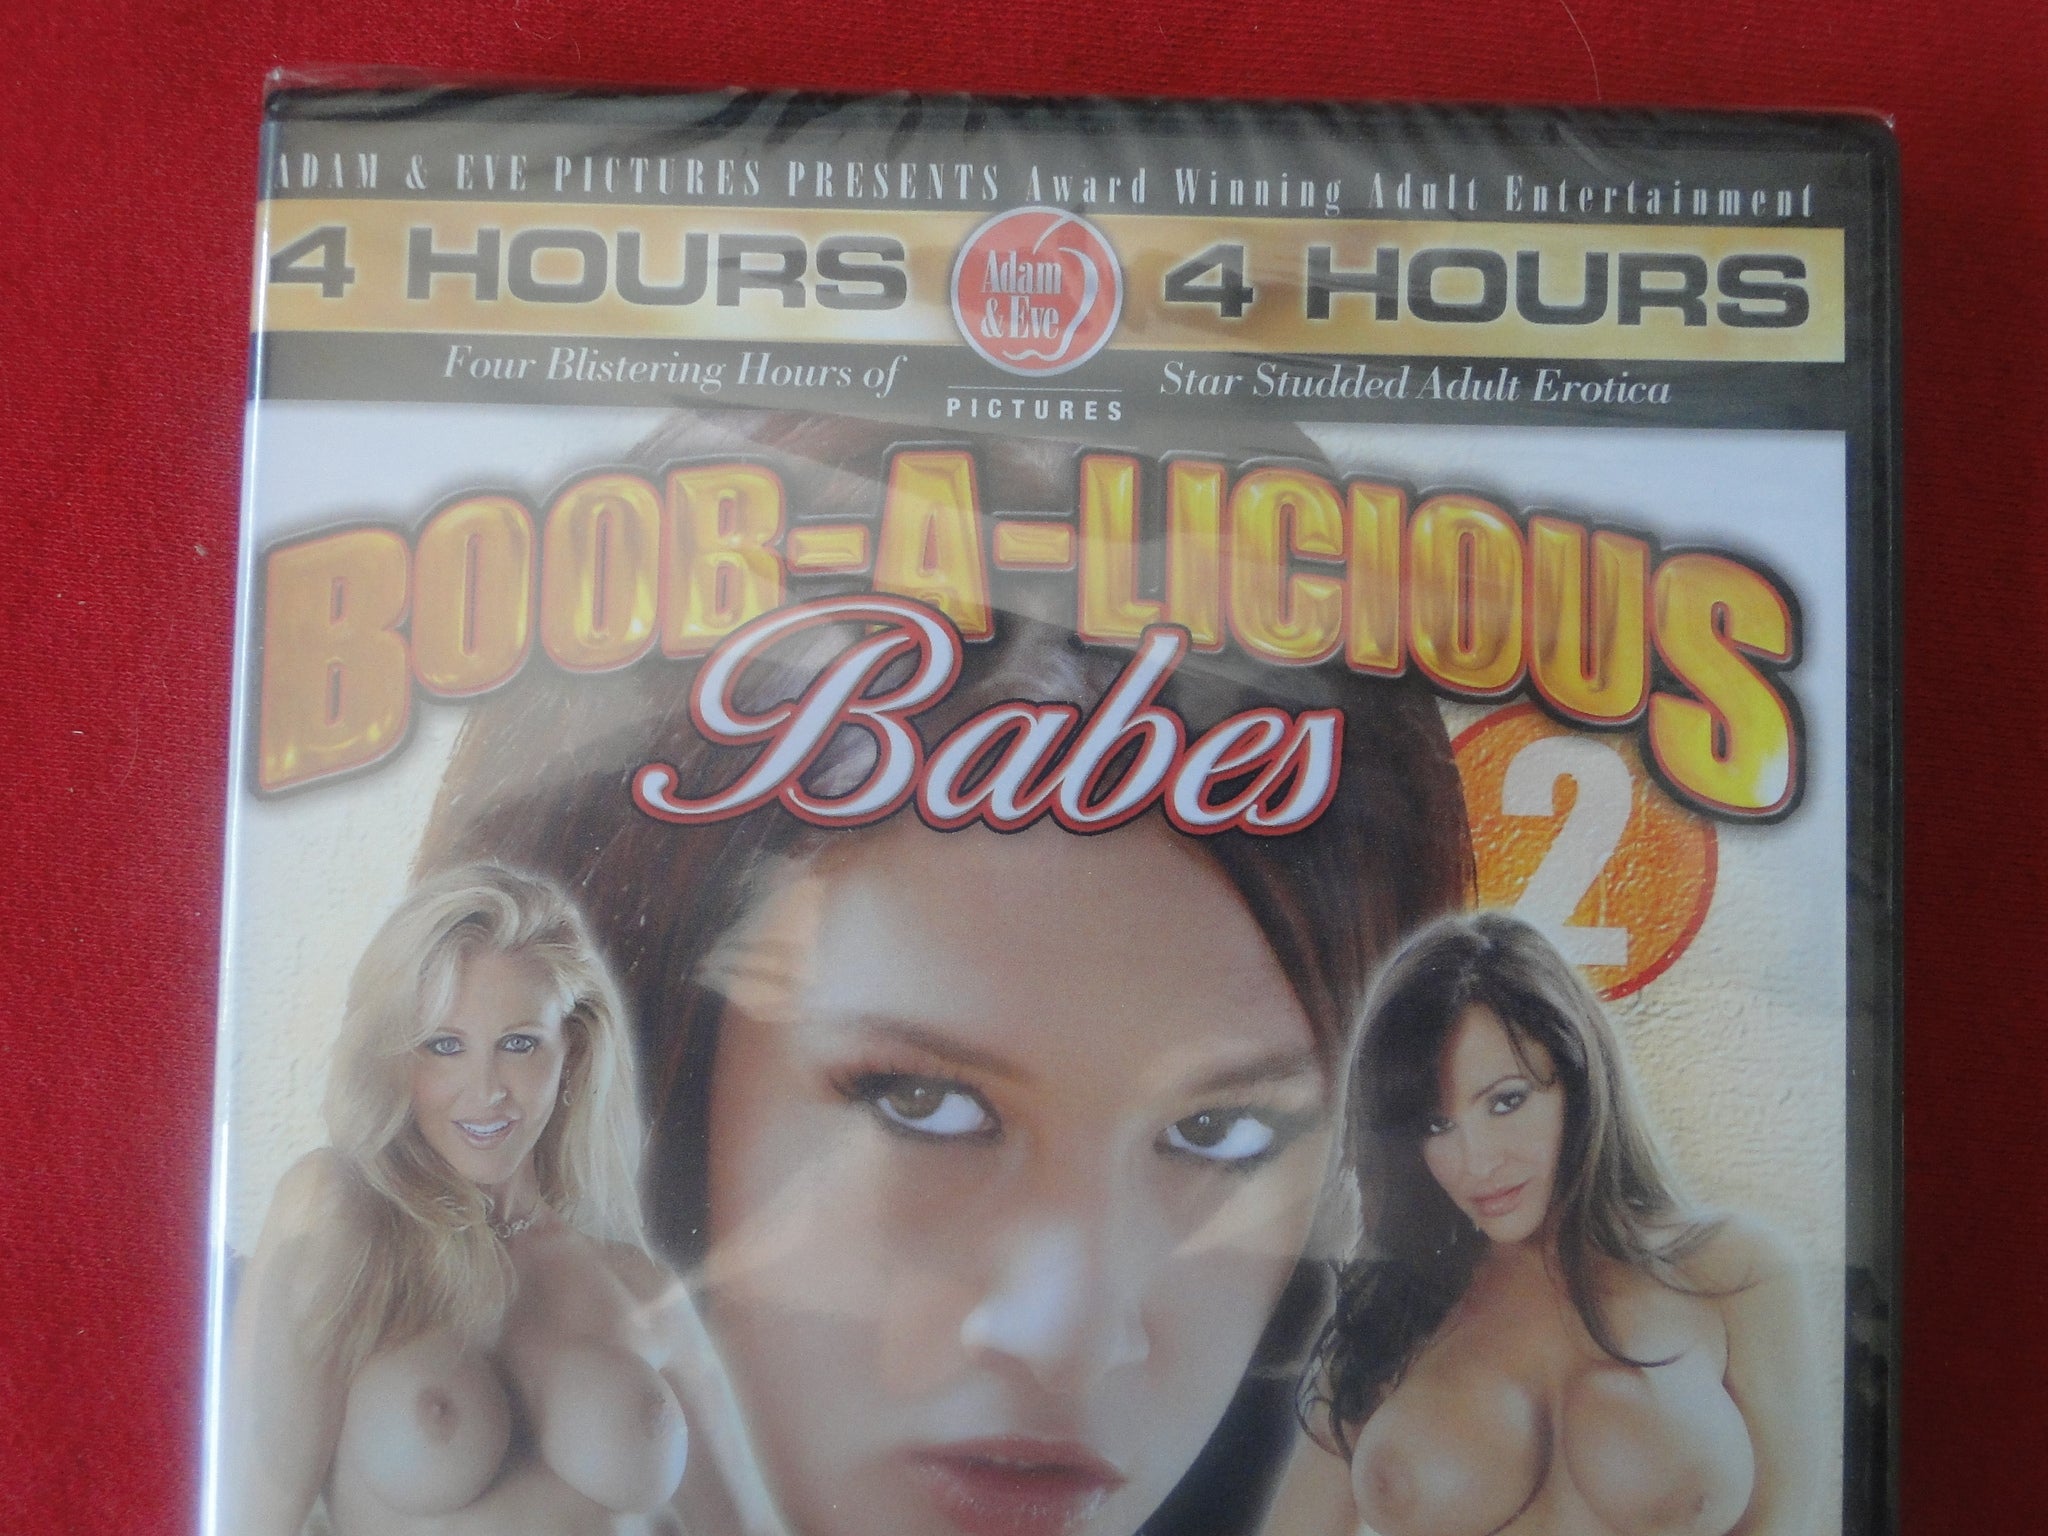 ADAM & EVE PICTURES PRESENTS Award Winning Adult Entertainment
4 HOURS Adam & Eve 4 HOURS
Four Blistering Hours of PICTURES Star Studded Adult Erotica
BOOB-A-LICIOUS
Babes
2